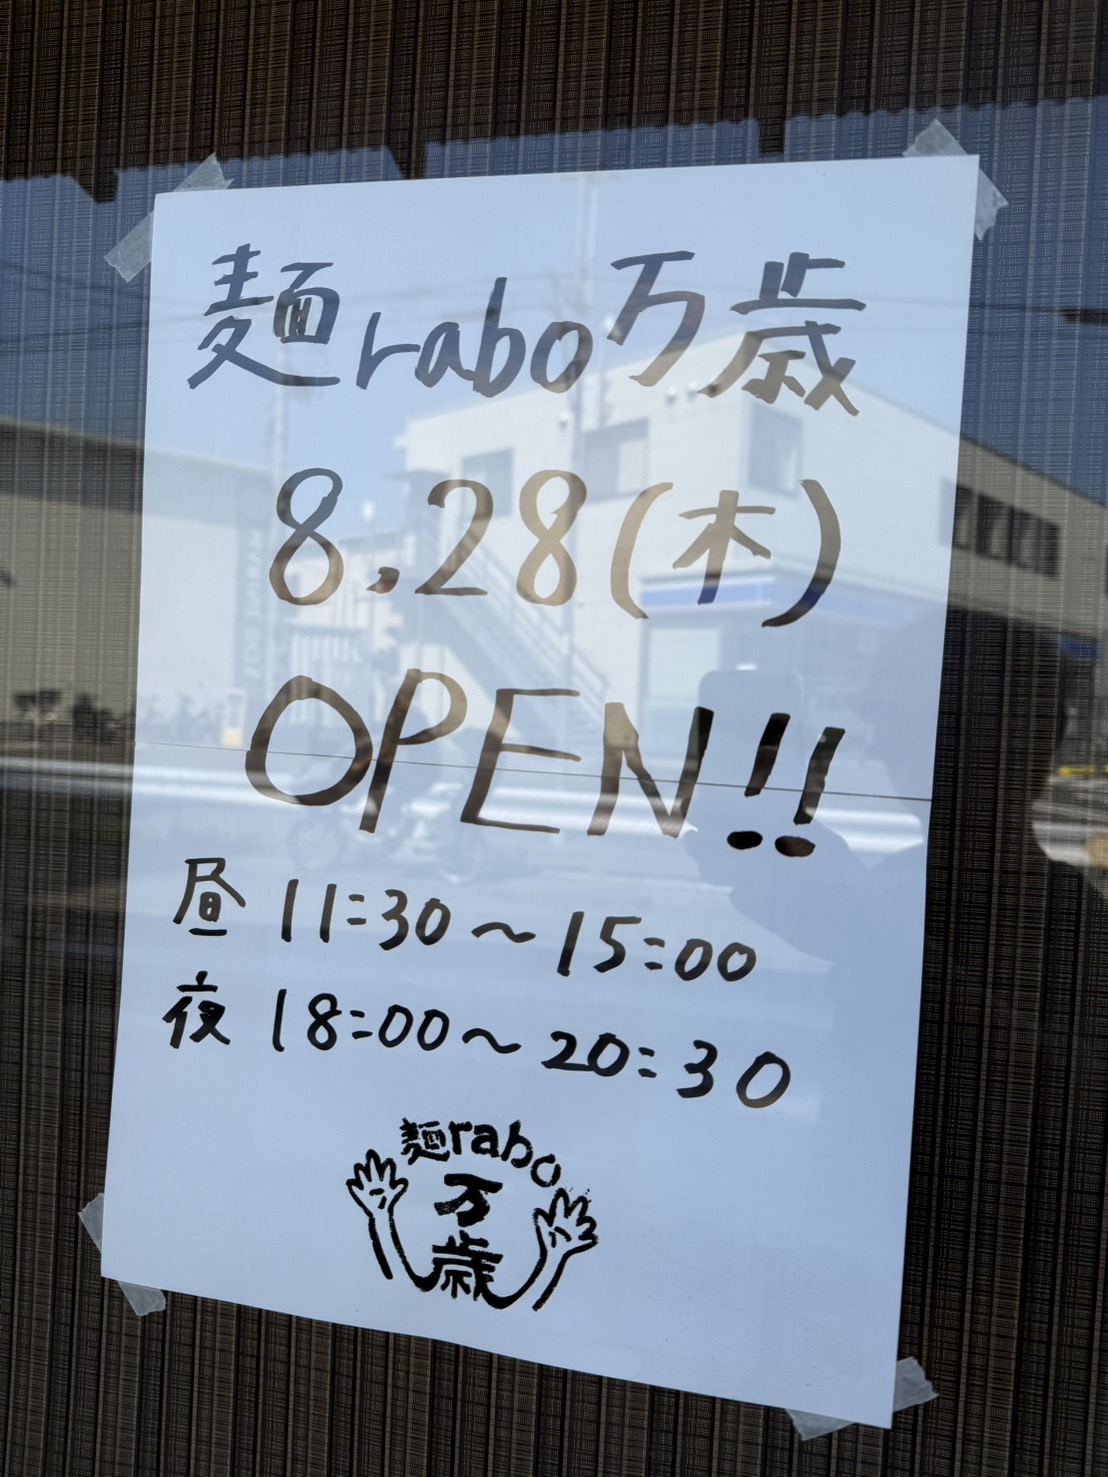 麺rabo万歳
8.28(木)
OPEN!!
昼 11:30～15:00
夜 18:00～20:30
麺rabo
万
歳